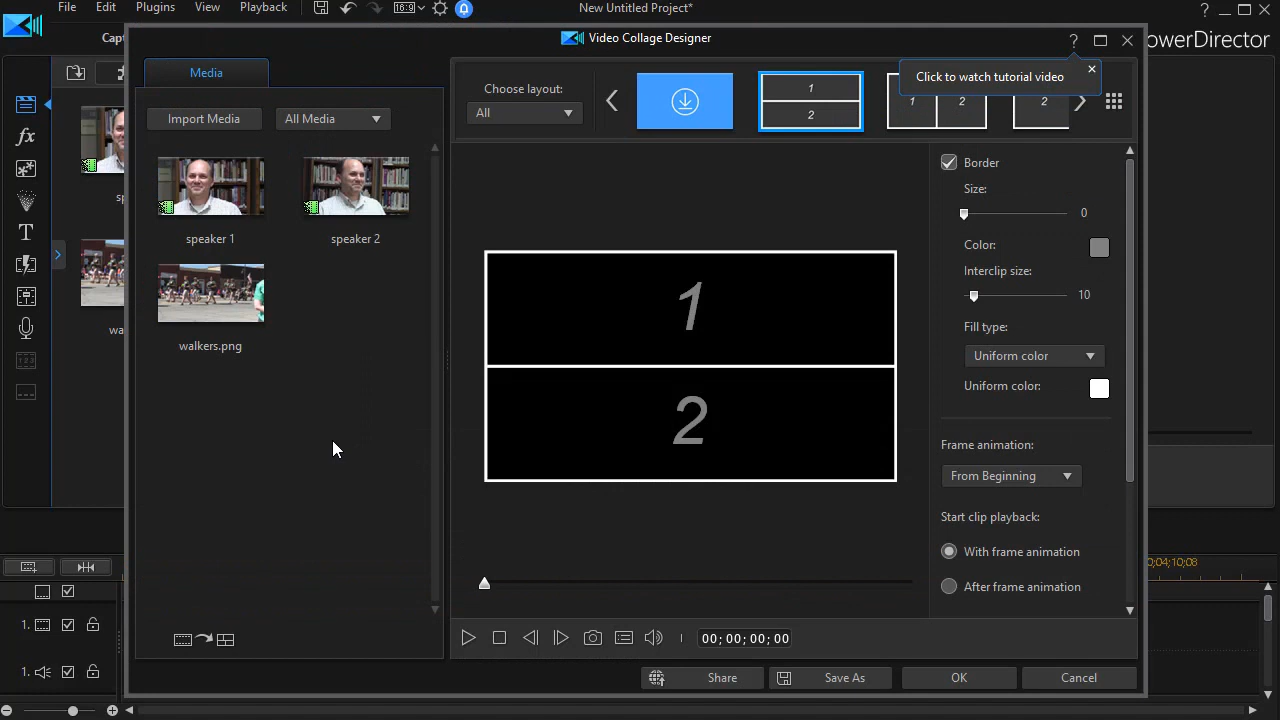 File Edit Plugins View Playback 16:9 New Untitled Project*
Capt
Video Collage Designer
owerDirector
Click to watch tutorial video
Media
Import Media All Media
speaker 1 speaker 2
walkers.png
sp
wa
Choose layout:
All
1
2
1 2
2
1
2
Border
Size:
0
Color:
Interclip size:
10
Fill type:
Uniform color
Uniform color:
Frame animation:
From Beginning
Start clip playback:
With frame animation
After frame animation
00;00;00;00
Share Save As OK Cancel
;04;10;08
1.
1.